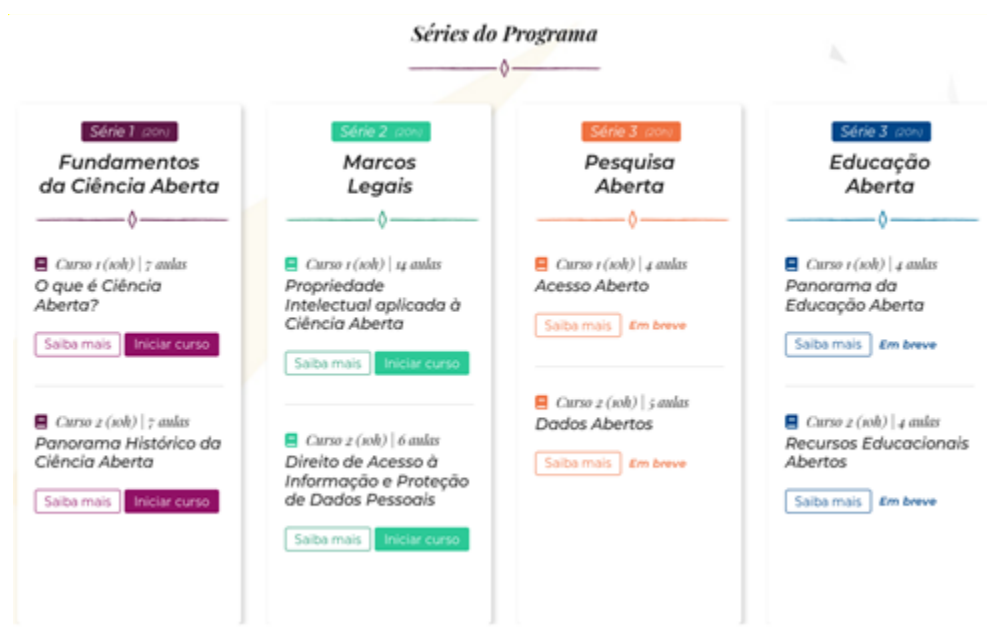 Séries do Programa
Série 1 (20h)
Fundamentos
da Ciência Aberta
Curso 1 (10h) | 7 aulas
O que é Ciência
Aberta?
Saiba mais Iniciar curso
Curso 2 (10h) | 7 aulas
Panorama Histórico da
Ciência Aberta
Saiba mais Iniciar curso
Série 2 (20h)
Marcos
Legais
Curso 1 (10h) | 14 aulas
Propriedade
Intelectual aplicada à
Ciência Aberta
Saiba mais Iniciar curso
Curso 2 (10h) | 6 aulas
Direito de Acesso à
Informação e Proteção
de Dados Pessoais
Saiba mais Iniciar curso
Série 3 (20h)
Pesquisa
Aberta
Curso 1 (10h) | 4 aulas
Acesso Aberto
Saiba mais Em breve
Curso 2 (10h) | 5 aulas
Dados Abertos
Saiba mais Em breve
Série 3 (20h)
Educação
Aberta
Curso 1 (10h) | 4 aulas
Panorama da
Educação Aberta
Saiba mais Em breve
Curso 2 (10h) | 4 aulas
Recursos Educacionais
Abertos
Saiba mais Em breve